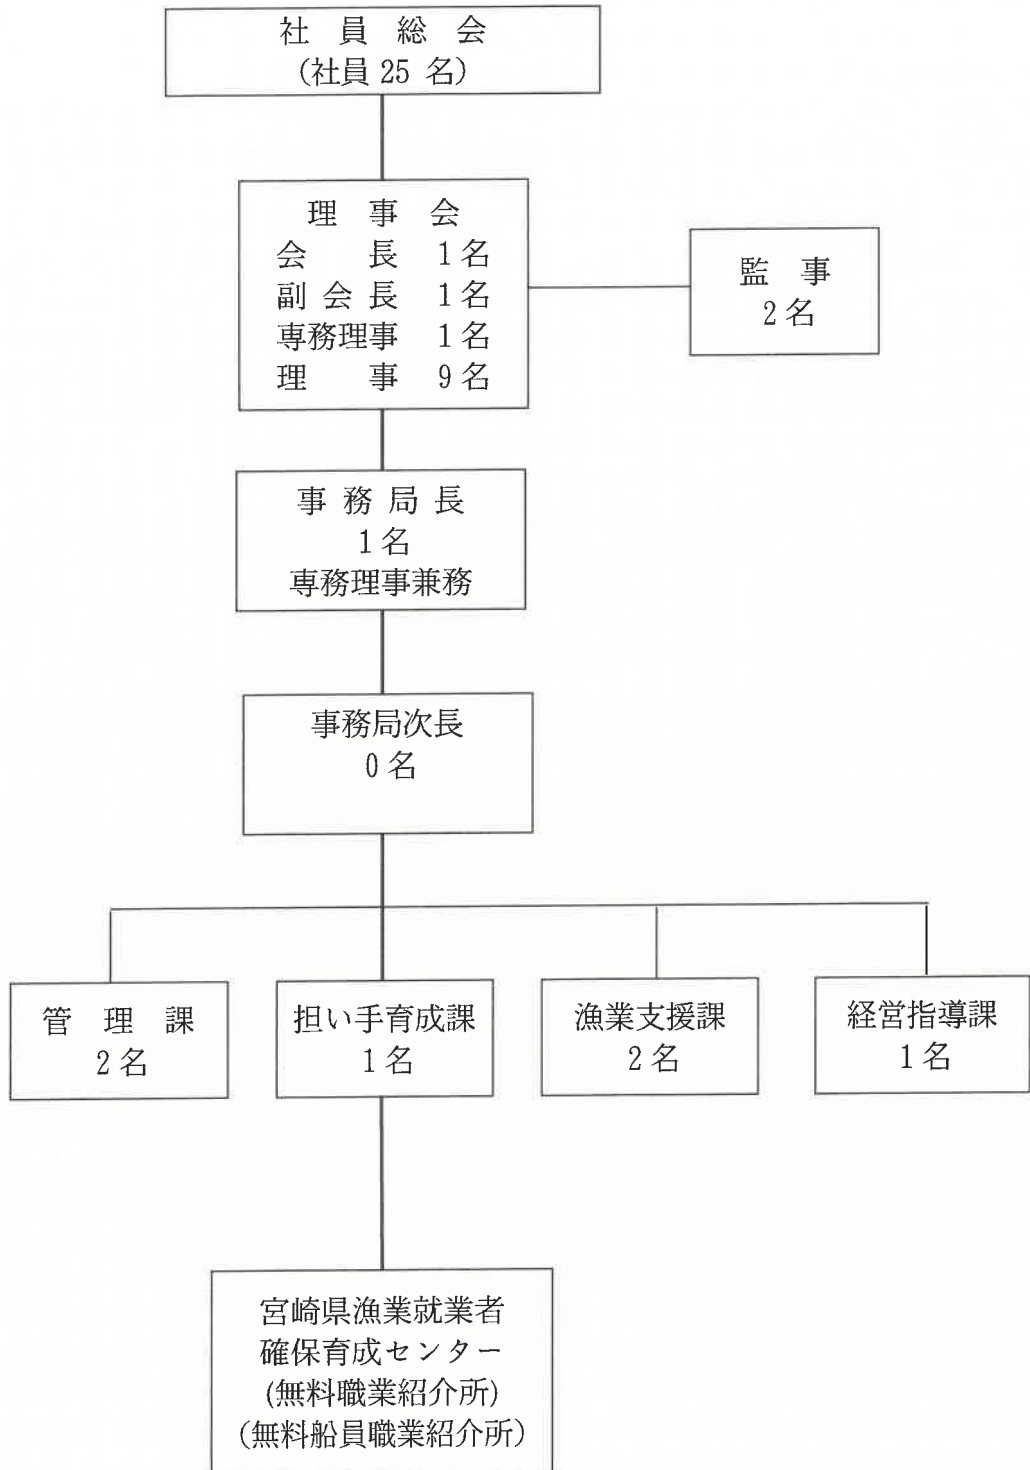 社 員 総 会
(社員 25 名)
理 事 会
会 長 1名
副 会 長 1名
専務理事 1名
理 事 9名
監 事
2名
事 務 局 長
1名
専務理事兼務
事務局次長
0名
管 理 課
2名
担い手育成課
1名
漁業支援課
2名
経営指導課
1名
宮崎県漁業就業者
確保育成センター
(無料職業紹介所)
(無料船員職業紹介所)